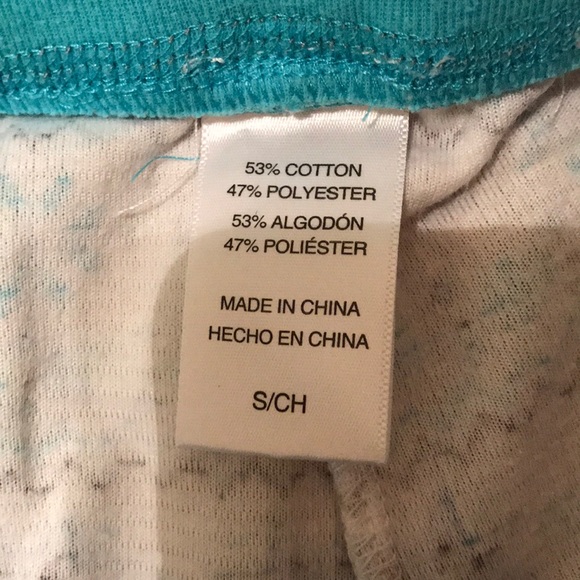 53% COTTON
47% POLYESTER
53% ALGODÓN
47% POLIÉSTER
MADE IN CHINA
HECHO EN CHINA
S/CH